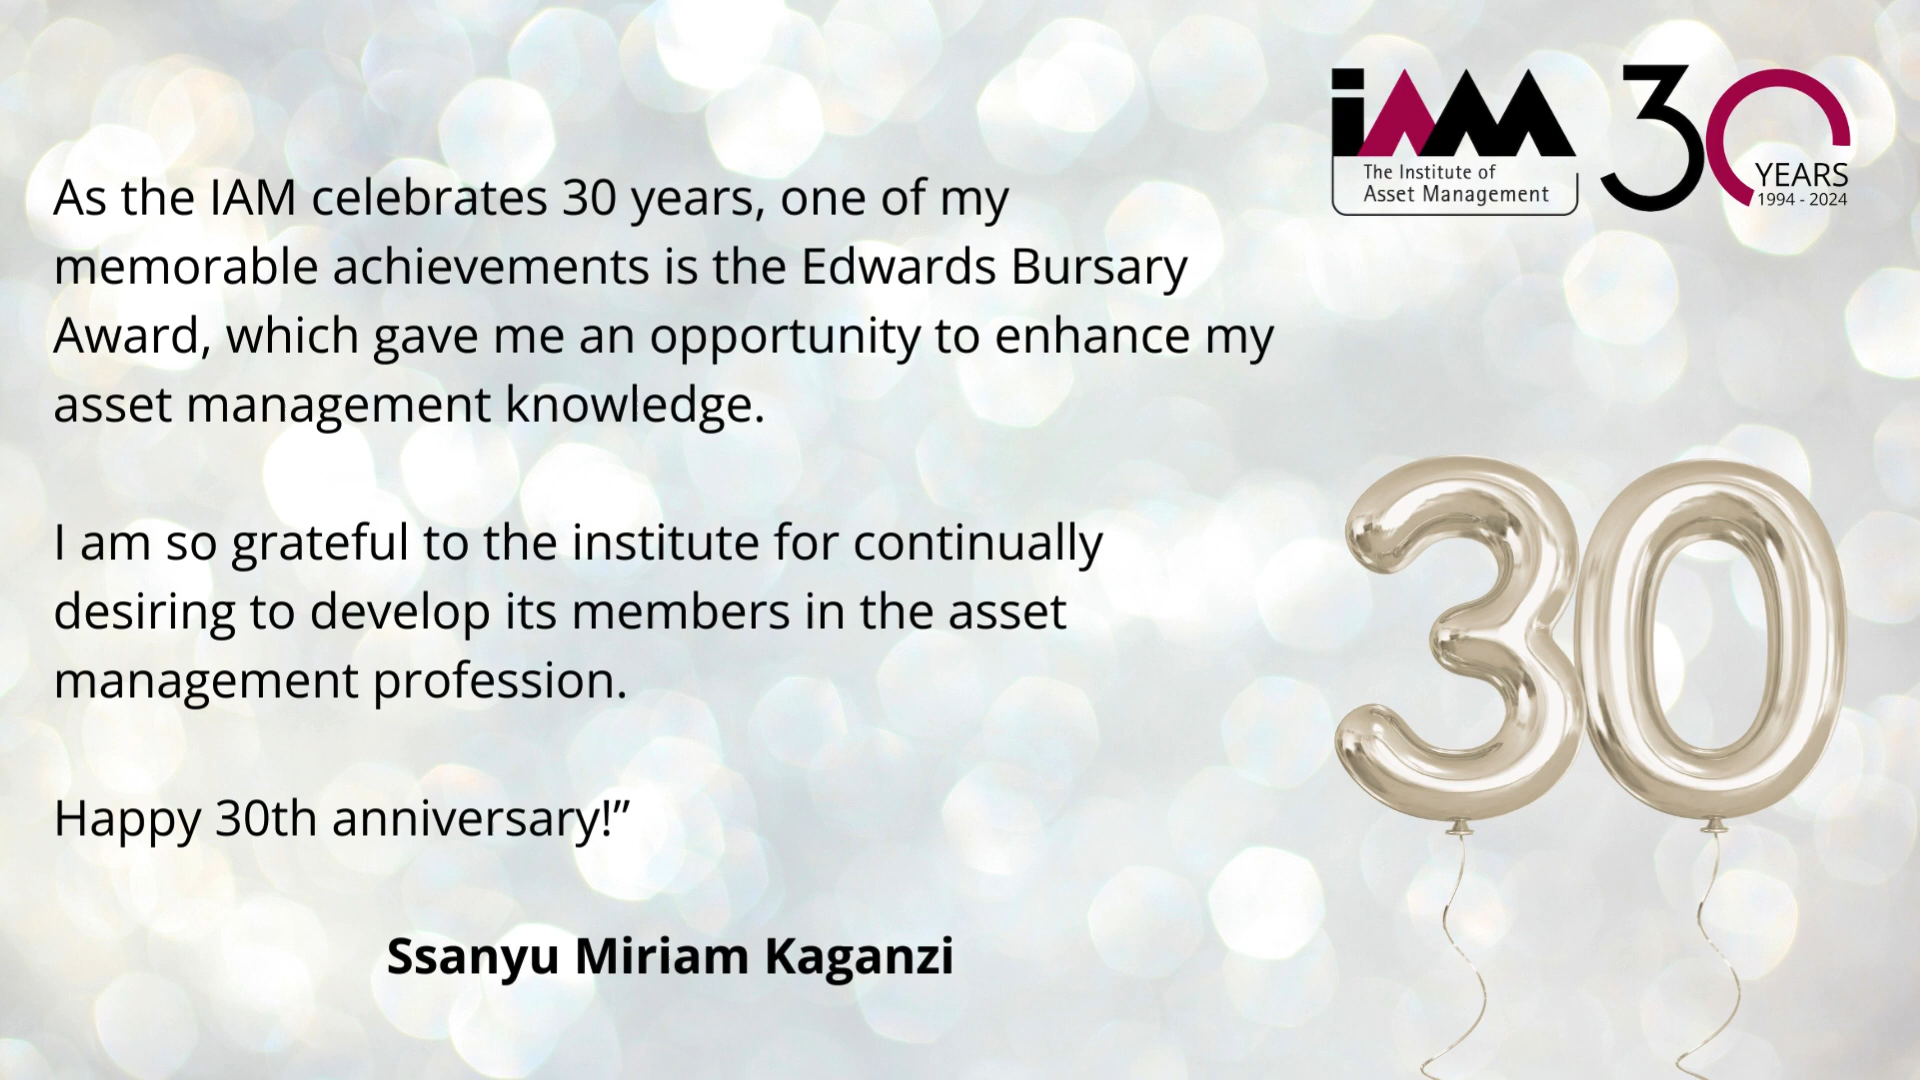 iAM
The Institute of
Asset Management
30
YEARS
1994 - 2024
As the IAM celebrates 30 years, one of my
memorable achievements is the Edwards Bursary
Award, which gave me an opportunity to enhance my
asset management knowledge.
I am so grateful to the institute for continually
desiring to develop its members in the asset
management profession.
Happy 30th anniversary!”
Ssanyu Miriam Kaganzi
30